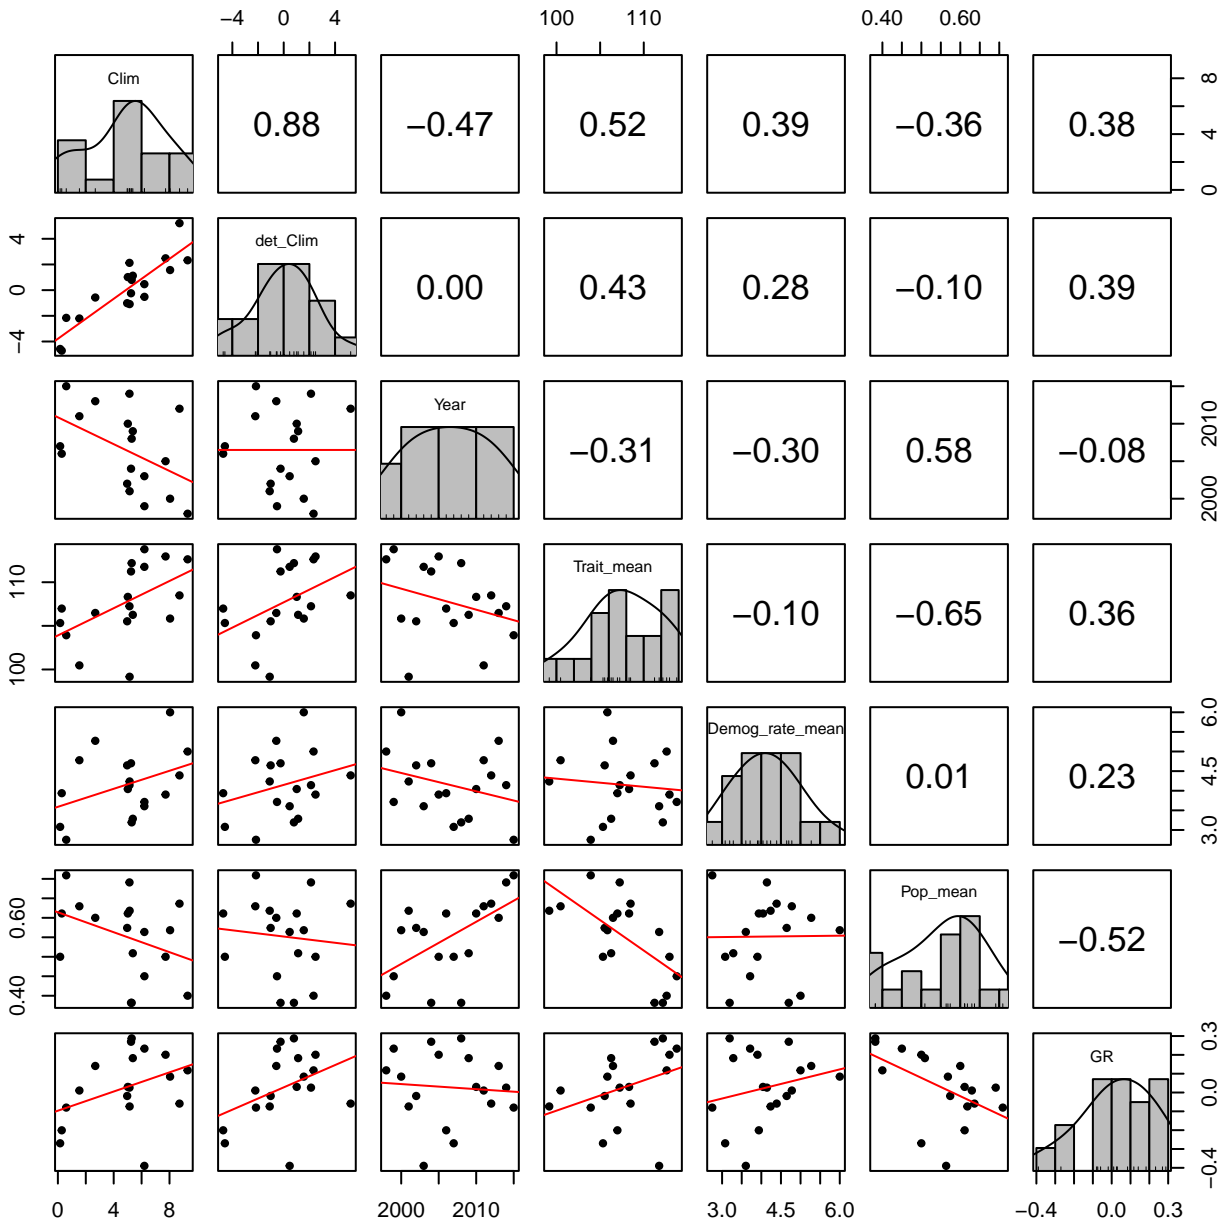 −4 0 4 100 110 0.40 0.60
Clim 0.88 −0.47 0.52 0.39 −0.36 0.38 0 4 8
−4 0 4 det_Clim 0.00 0.43 0.28 −0.10 0.39
Year −0.31 −0.30 0.58 −0.08 2000 2010
100 110 Trait_mean −0.10 −0.65 0.36
Demog_rate_mean 0.01 0.23 3.0 4.5 6.0
0.40 0.60 Pop_mean −0.52
GR −0.4 0.0 0.3
0 4 8 2000 2010 3.0 4.5 6.0 −0.4 0.0 0.3